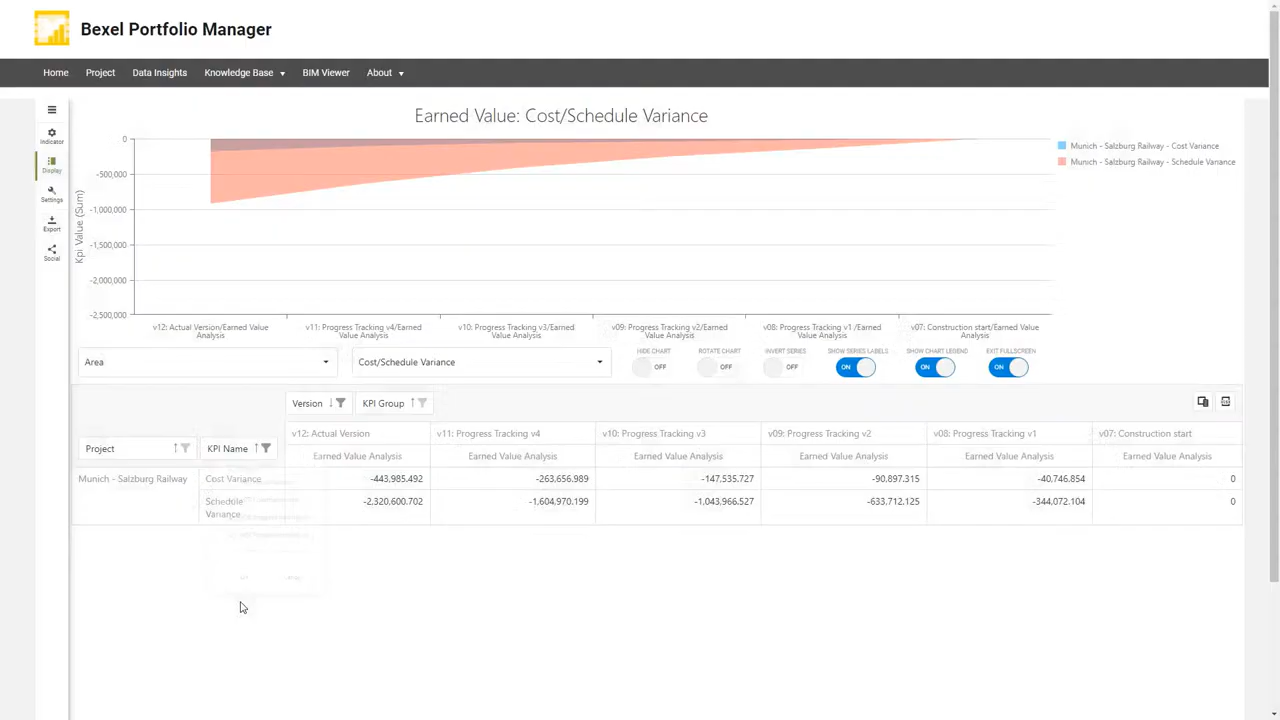 Bexel Portfolio Manager
Home Project Data Insights Knowledge Base BIM Viewer About
Indicator
Display
Settings
Export
Social
Earned Value: Cost/Schedule Variance
Kpi Value (Sum)
0
-500,000
-1,000,000
-1,500,000
-2,000,000
-2,500,000
Munich - Salzburg Railway - Cost Variance
Munich - Salzburg Railway - Schedule Variance
v12: Actual Version/Earned Value
Analysis
v11: Progress Tracking v4/Earned
Value Analysis
v10: Progress Tracking v3/Earned
Value Analysis
v09: Progress Tracking v2/Earned
Value Analysis
v08: Progress Tracking v1 /Earned
Value Analysis
v07: Construction start/Earned Value
Analysis
Area
Cost/Schedule Variance
HIDE CHART ROTATE CHART INVERT SERIES SHOW SERIES LABELS SHOW CHART LEGEND EXIT FULLSCREEN
OFF OFF OFF ON ON ON
Version KPI Group
Project KPI Name
v12: Actual Version v11: Progress Tracking v4 v10: Progress Tracking v3 v09: Progress Tracking v2 v08: Progress Tracking v1 v07: Construction start
Earned Value Analysis Earned Value Analysis Earned Value Analysis Earned Value Analysis Earned Value Analysis Earned Value Analysis
Munich - Salzburg Railway Cost Variance -443,985.492 -263,656.989 -147,535.727 -90,897.315 -40,746.854 0
Schedule
Variance
-2,320,600.702 -1,604,970.199 -1,043,966.527 -633,712.125 -344,072.104 0